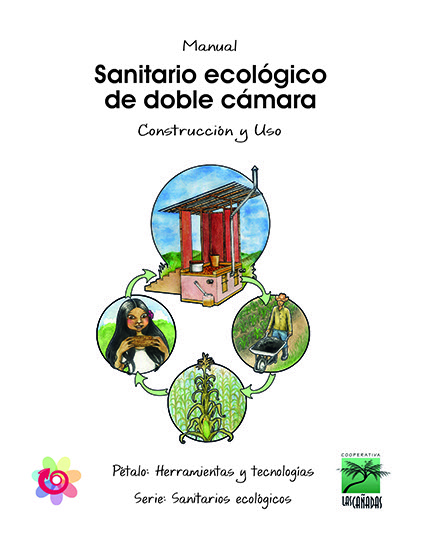 Manual
Sanitario ecológico
de doble cámara
Construcción y Uso
Pétalo: Herramientas y tecnologías
Serie: Sanitarios ecológicos
COOPERATIVA
LAS CAÑADAS